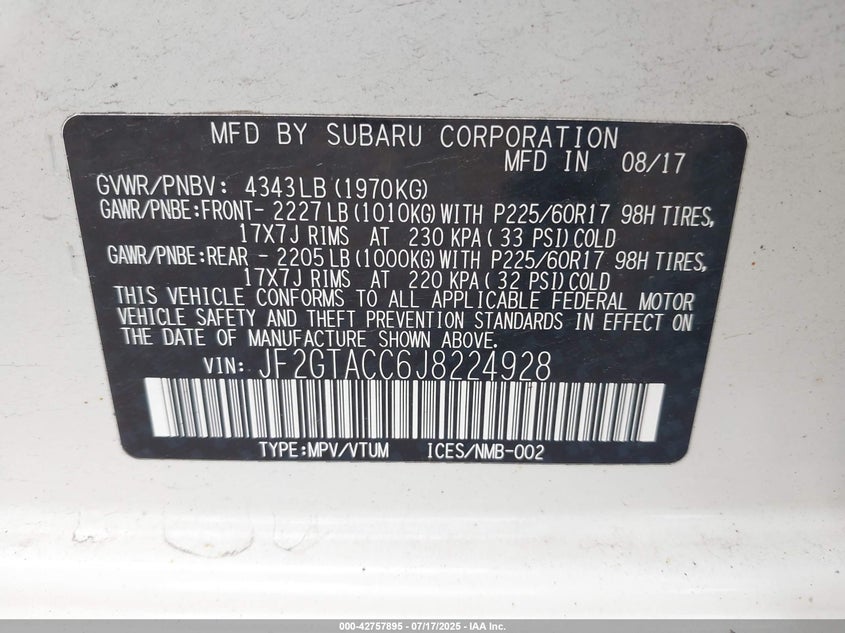 MFD BY SUBARU CORPORATION
MFD IN 08/17
GVWR/PNBV: 4343LB (1970KG)
GAWR/PNBE:FRONT- 2227 LB (1010KG) WITH P225/60R17 98H TIRES,
17X7J RIMS AT 230 KPA ( 33 PSI) COLD
GAWR/PNBE:REAR - 2205 LB (1000KG) WITH P225/60R17 98H TIRES,
17X7J RIMS AT 220 KPA ( 32 PSI) COLD
THIS VEHICLE CONFORMS TO ALL APPLICABLE FEDERAL MOTOR
VEHICLE SAFETY AND THEFT PREVENTION STANDARDS IN EFFECT ON
THE DATE OF MANUFACTURE SHOWN ABOVE.
VIN: JF2GTACC6J8224928
TYPE:MPV/VTUM ICES/NMB-002
000-42757895 - 07/17/2025 - IAA Inc.